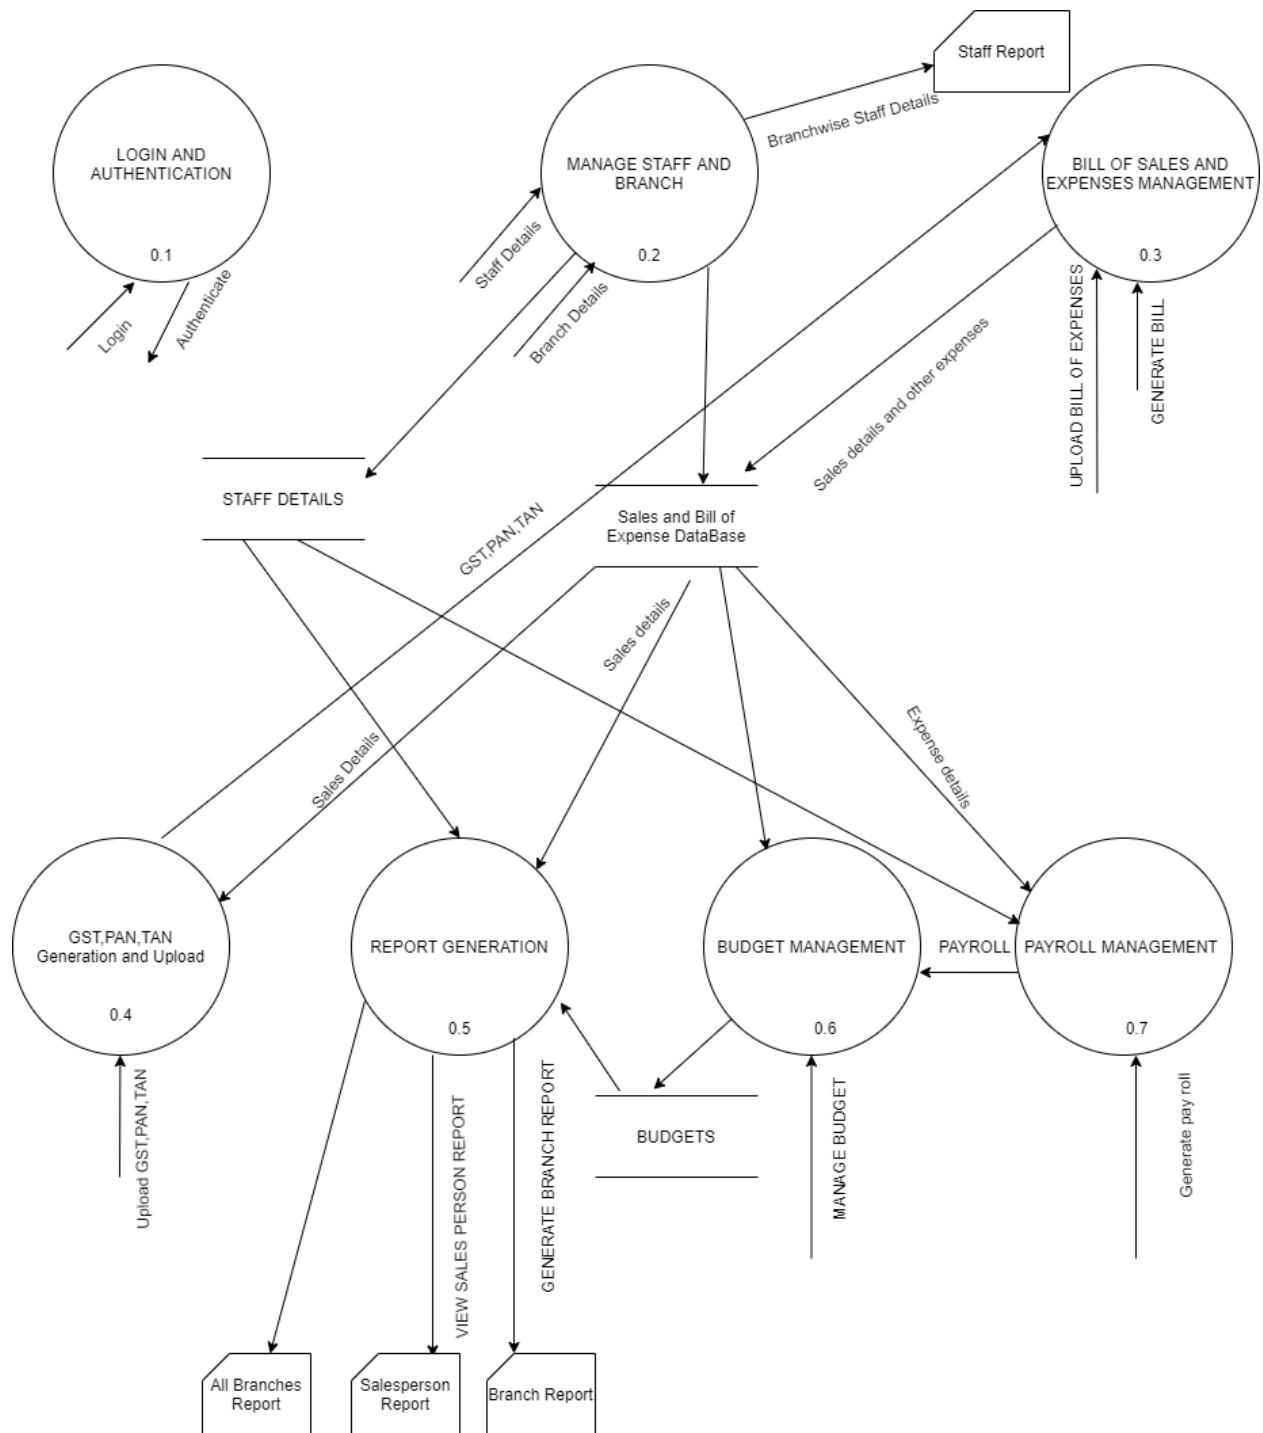 Staff Report
Branchwise Staff Details
LOGIN AND
AUTHENTICATION
0.1
MANAGE STAFF AND
BRANCH
0.2
BILL OF SALES AND
EXPENSES MANAGEMENT
0.3
Login
Authenticate
Staff Details
Branch Details
UPLOAD BILL OF EXPENSES
GENERATE BILL
Sales details and other expenses
STAFF DETAILS
Sales and Bill of
Expense DataBase
GST,PAN,TAN
Sales details
Sales Details
Expense details
GST,PAN,TAN
Generation and Upload
0.4
REPORT GENERATION
0.5
BUDGET MANAGEMENT
0.6
PAYROLL
PAYROLL MANAGEMENT
0.7
Upload GST,PAN,TAN
VIEW SALES PERSON REPORT
GENERATE BRANCH REPORT
BUDGETS
MANAGE BUDGET
Generate pay roll
All Branches
Report
Salesperson
Report
Branch Report